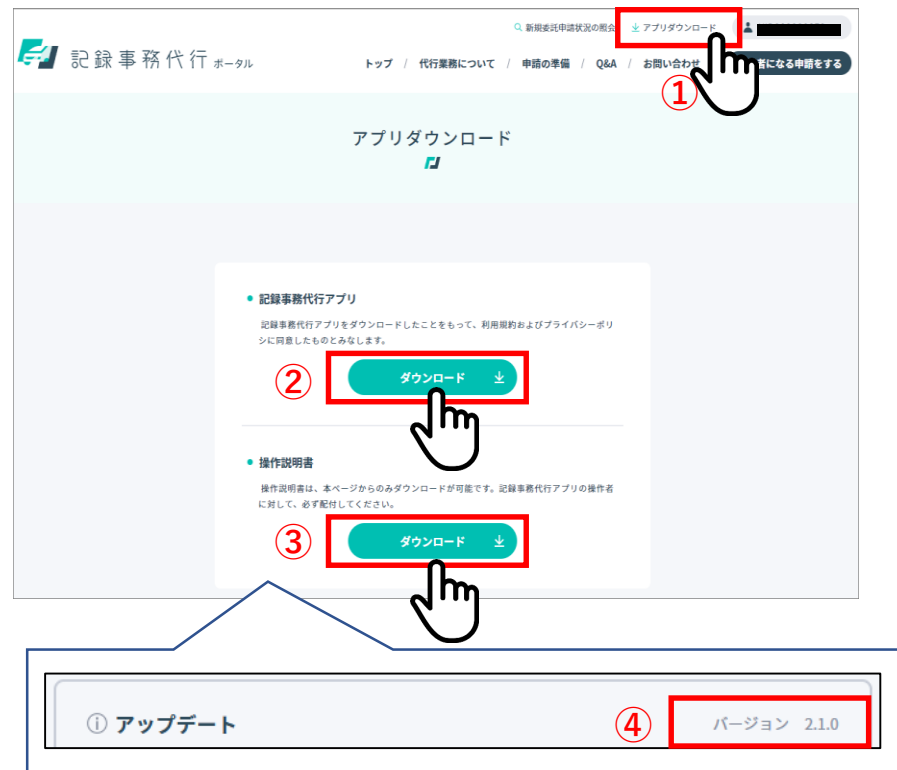 新規委託申請状況の照会 アプリダウンロード
記録事務代行 ポータル
トップ / 代行業務について / 申請の準備 / Q&A / お問い合わせ 者になる申請をする
①
アプリダウンロード
記録事務代行アプリ
記録事務代行アプリをダウンロードしたことをもって、利用規約およびプライバシーポリ
シに同意したものとみなします。
② ダウンロード
操作説明書
操作説明書は、本ページからのみダウンロードが可能です。記録事務代行アプリの操作者
に対して、必ず配付してください。
③ ダウンロード
アップデート ④ バージョン 2.1.0